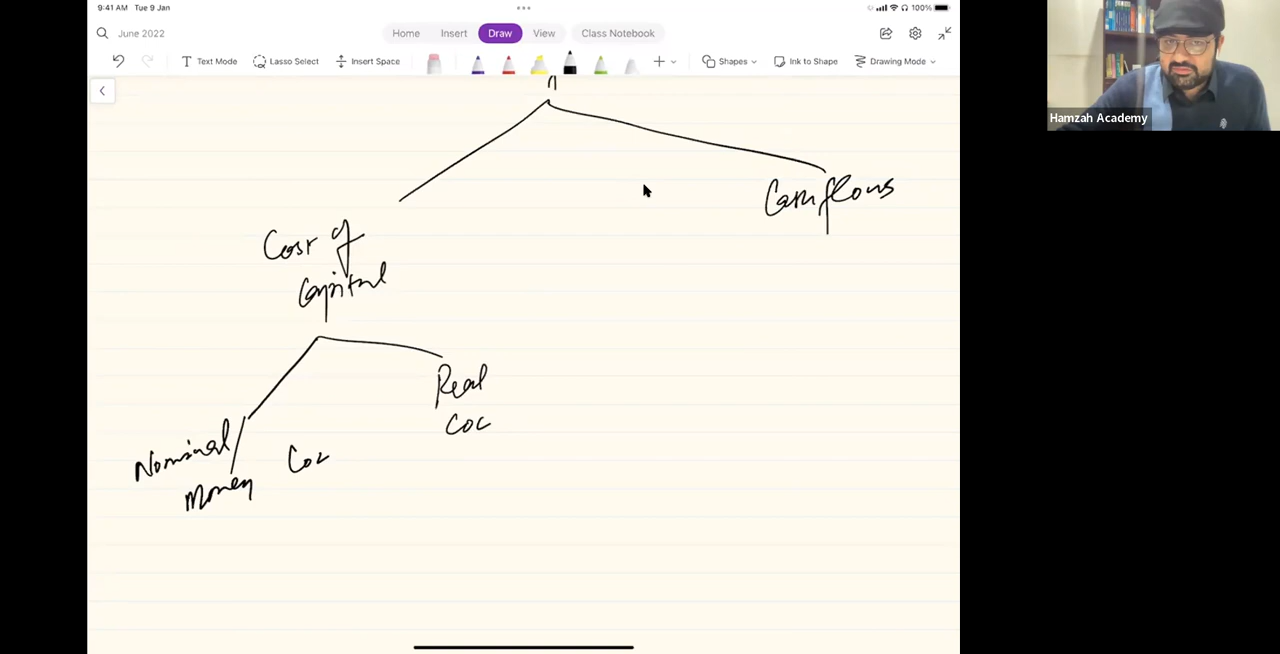 9:41 AM Tue 9 Jan
100%
June 2022
Home Insert Draw View Class Notebook
Text Mode Lasso Select Insert Space Shapes Ink to Shape Drawing Mode
Hamzah Academy
Cashflows
Cost of
Capital
Real
COC
Nominal/
Money COC